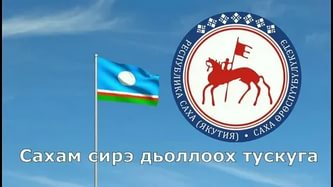 РЕСПУБЛИКА САХА (ЯКУТИЯ) • САХА ӨРӨСПҮҮБҮЛҮКЭТЭ •
Сахам сирэ дьоллоох тускуга